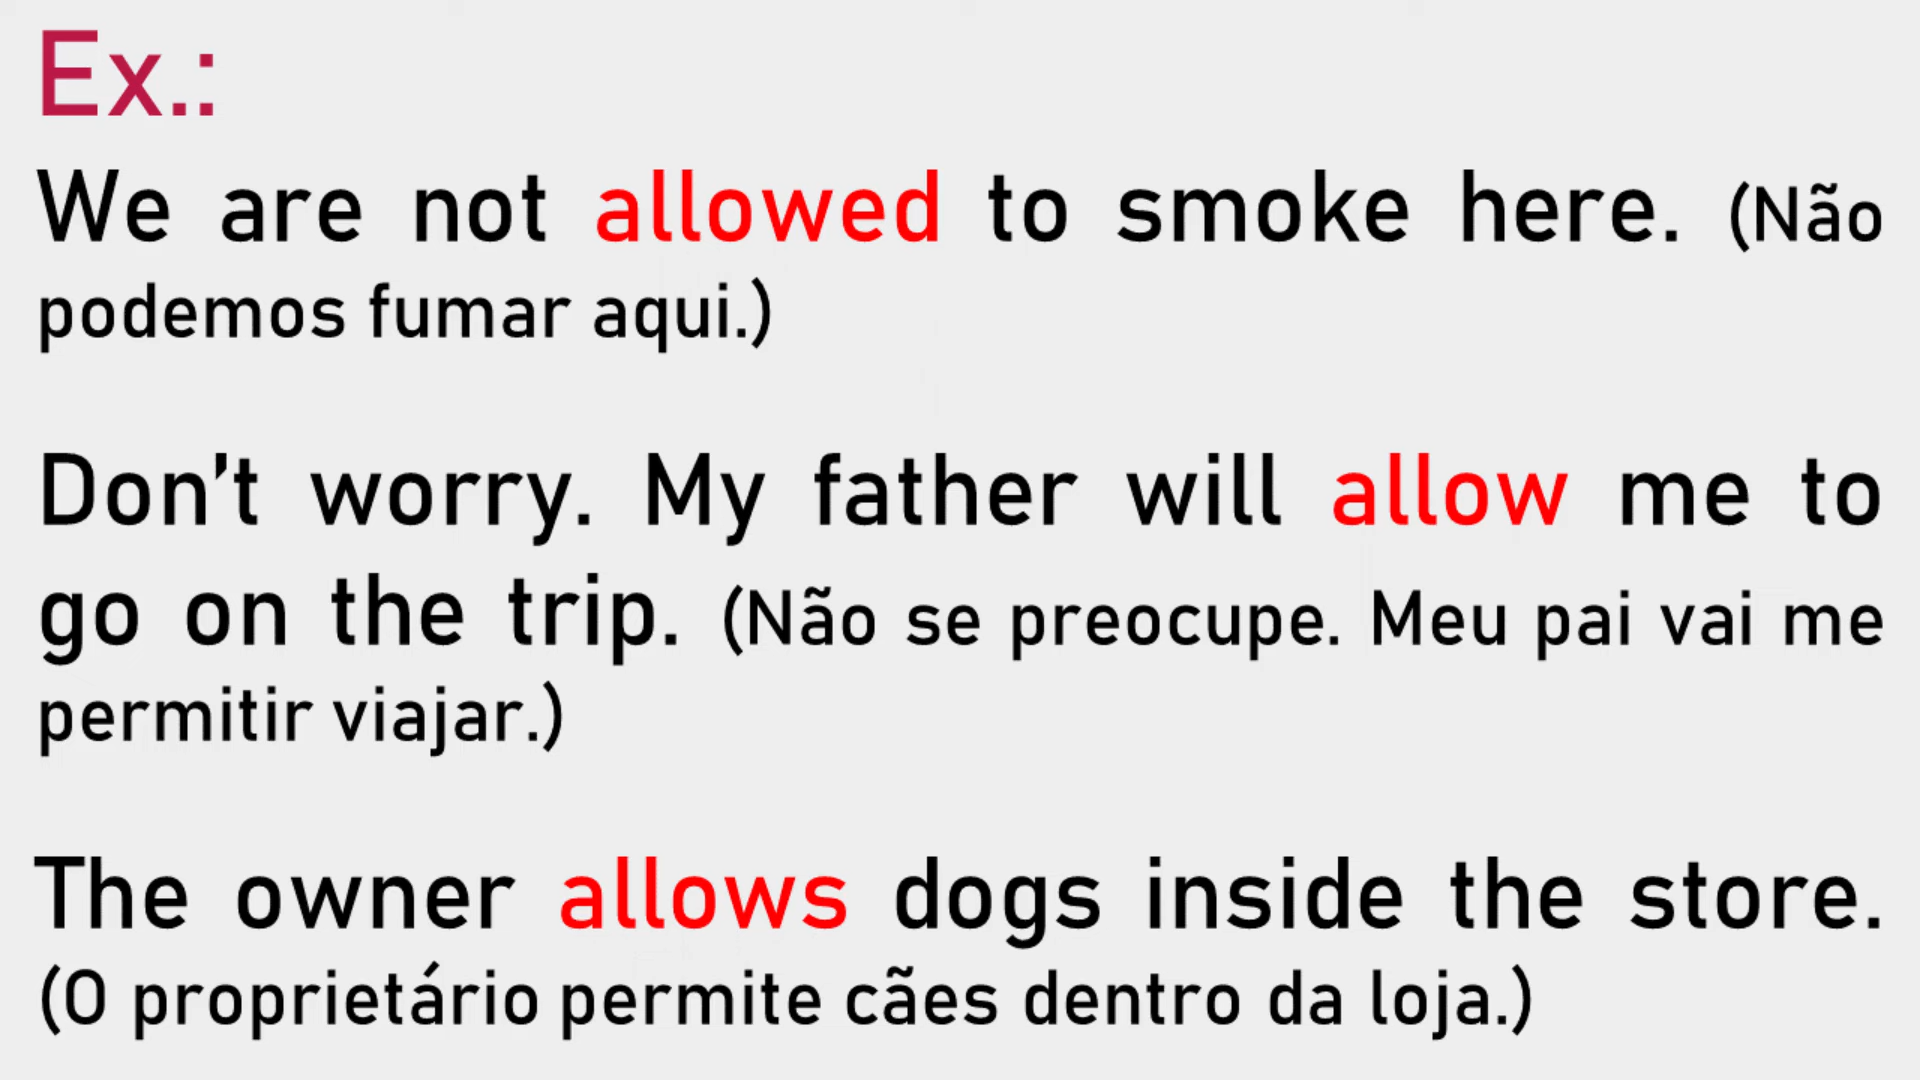 Ex.:
We are not allowed to smoke here. (Não
podemos fumar aqui.)
Don’t worry. My father will allow me to
go on the trip. (Não se preocupe. Meu pai vai me
permitir viajar.)
The owner allows dogs inside the store.
(O proprietário permite cães dentro da loja.)